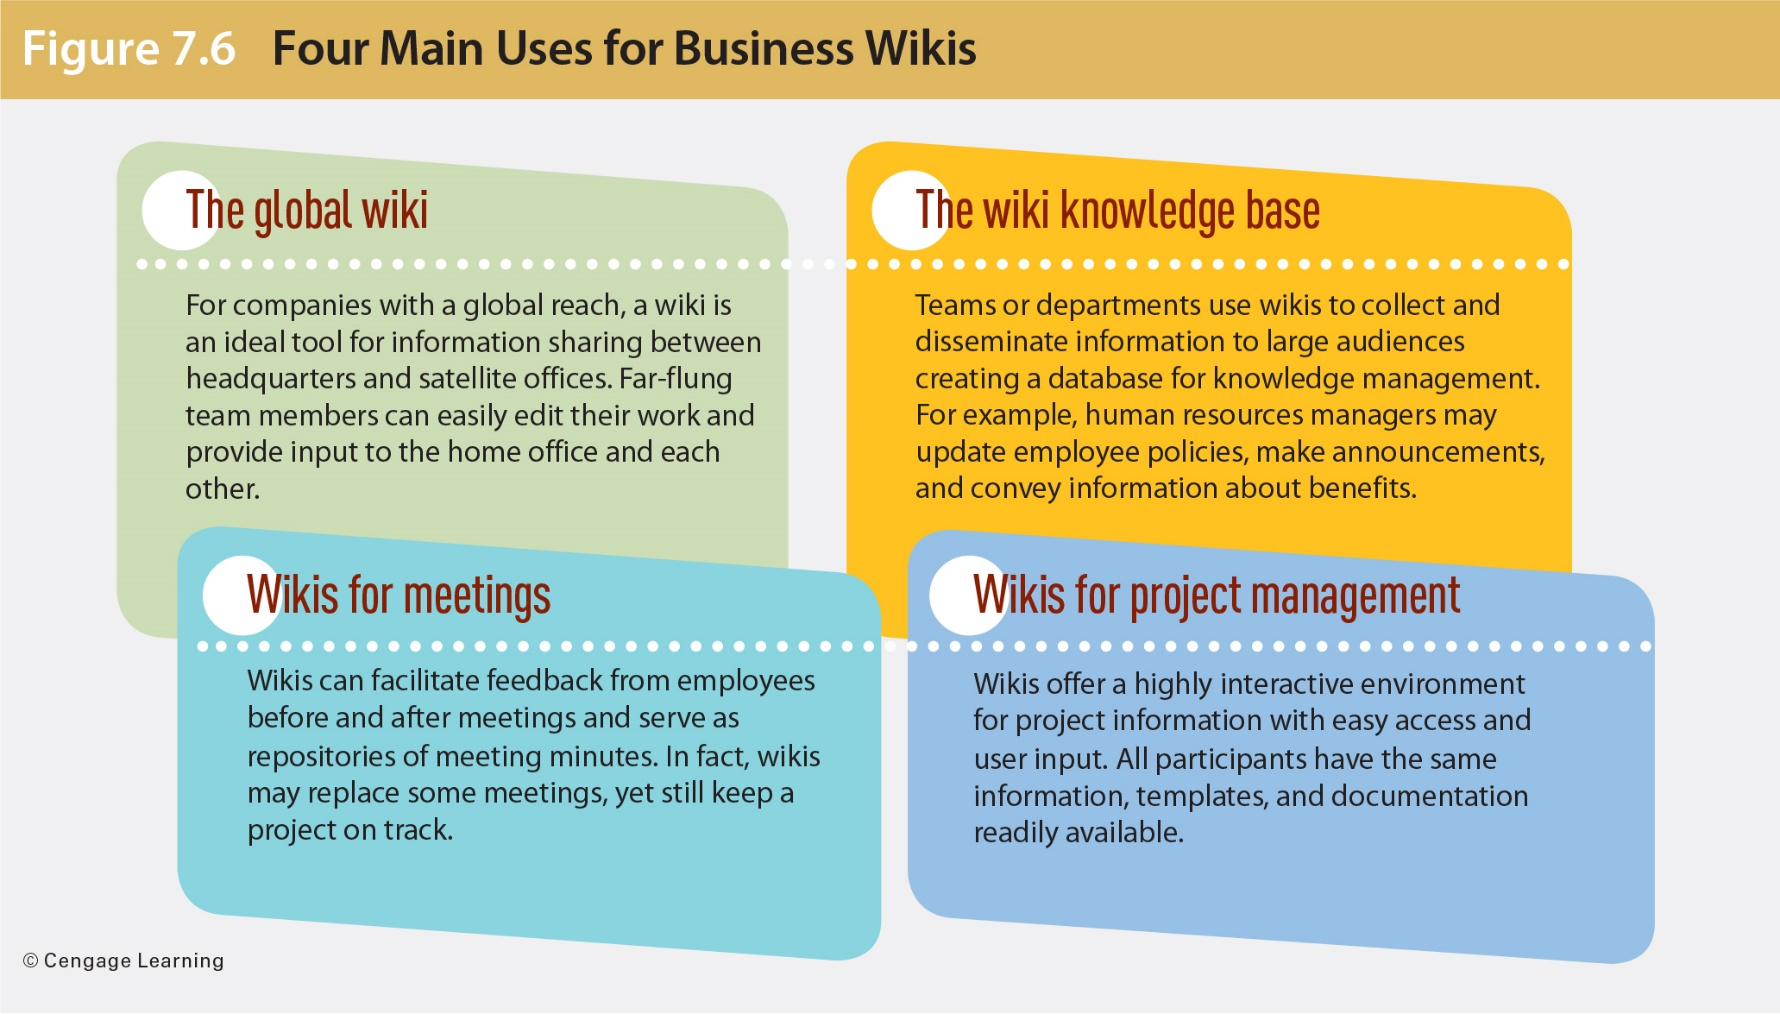 Figure 7.6 Four Main Uses for Business Wikis
The global wiki
For companies with a global reach, a wiki is
an ideal tool for information sharing between
headquarters and satellite offices. Far-flung
team members can easily edit their work and
provide input to the home office and each
other.
The wiki knowledge base
Teams or departments use wikis to collect and
disseminate information to large audiences
creating a database for knowledge management.
For example, human resources managers may
update employee policies, make announcements,
and convey information about benefits.
Wikis for meetings
Wikis can facilitate feedback from employees
before and after meetings and serve as
repositories of meeting minutes. In fact, wikis
may replace some meetings, yet still keep a
project on track.
Wikis for project management
Wikis offer a highly interactive environment
for project information with easy access and
user input. All participants have the same
information, templates, and documentation
readily available.
© Cengage Learning